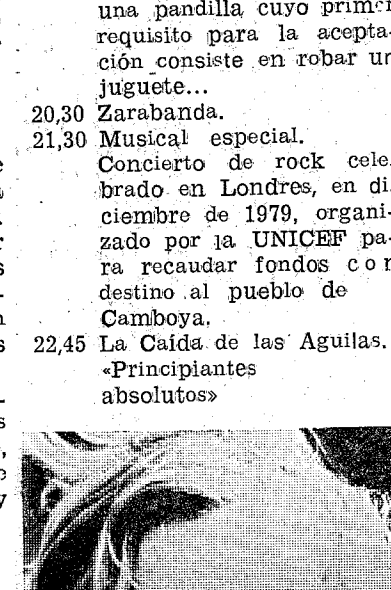 una pandilla cuyo primer
requisito para la acepta-
ción consiste en robar un
juguete...
20,30 Zarabanda.
21,30 Musical especial.
Concierto de rock cele-
brado en Londres, en di-
ciembre de 1979, organi-
zado por la UNICEF pa-
ra recaudar fondos con
destino al pueblo de
Camboya.
22,45 La Caída de las Aguilas.
«Principiantes
absolutos»